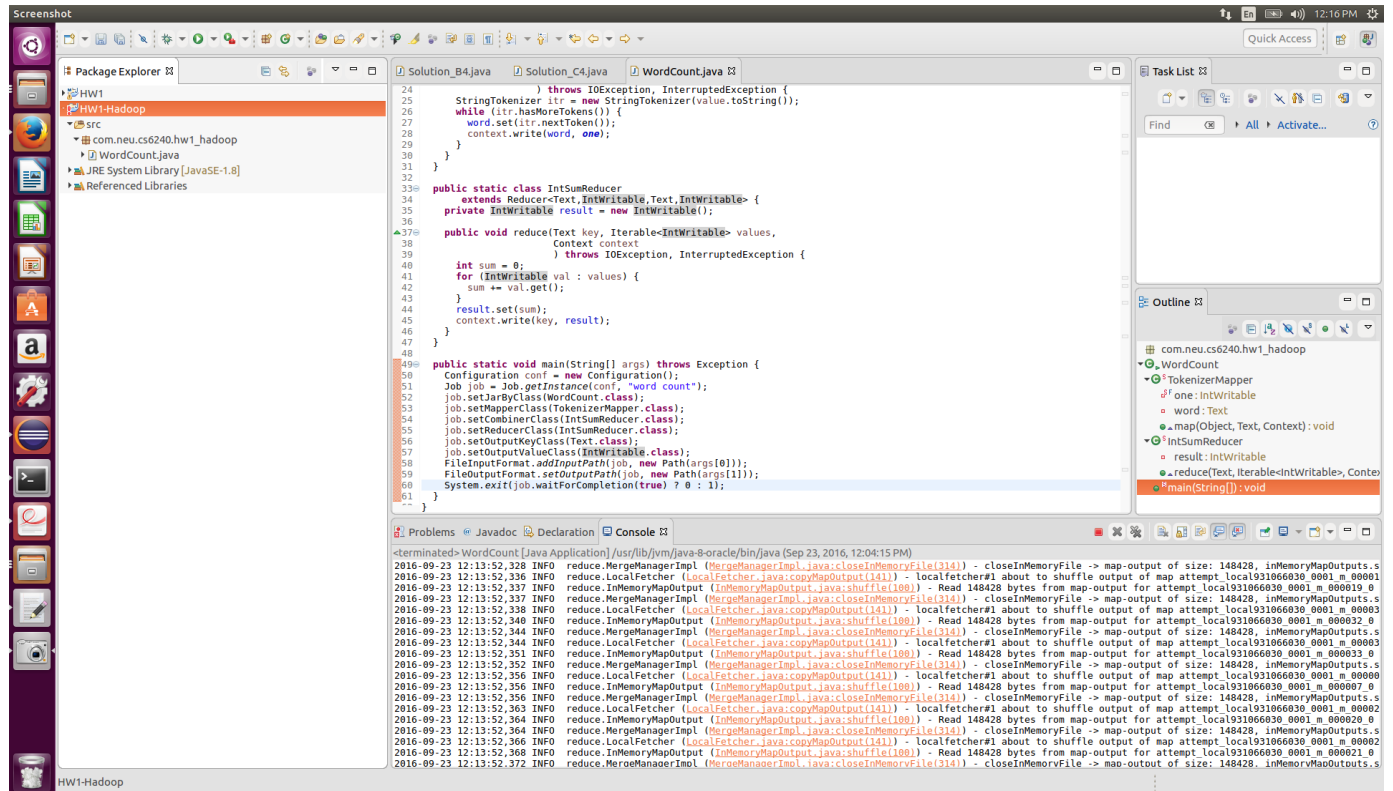 Screenshot
En
12:16 PM
Quick Access
Package Explorer
HW1
HW1-Hadoop
src
com.neu.cs6240.hw1_hadoop
WordCount.java
JRE System Library [JavaSE-1.8]
Referenced Libraries
Solution_B4.java Solution_C4.java WordCount.java
24 ) throws IOException, InterruptedException {
25 StringTokenizer itr = new StringTokenizer(value.toString());
26 while (itr.hasMoreTokens()) {
27 word.set(itr.nextToken());
28 context.write(word, one);
29 }
30 }
31 }
32
33 public static class IntSumReducer
34 extends Reducer<Text,IntWritable,Text,IntWritable> {
35 private IntWritable result = new IntWritable();
36
37 public void reduce(Text key, Iterable<IntWritable> values,
38 Context context
39 ) throws IOException, InterruptedException {
40 int sum = 0;
41 for (IntWritable val : values) {
42 sum += val.get();
43 }
44 result.set(sum);
45 context.write(key, result);
46 }
47 }
48
49 public static void main(String[] args) throws Exception {
50 Configuration conf = new Configuration();
51 Job job = Job.getInstance(conf, "word count");
52 job.setJarByClass(WordCount.class);
53 job.setMapperClass(TokenizerMapper.class);
54 job.setCombinerClass(IntSumReducer.class);
55 job.setReducerClass(IntSumReducer.class);
56 job.setOutputKeyClass(Text.class);
57 job.setOutputValueClass(IntWritable.class);
58 FileInputFormat.addInputPath(job, new Path(args[0]));
59 FileOutputFormat.setOutputPath(job, new Path(args[1]));
60 System.exit(job.waitForCompletion(true) ? 0 : 1);
61 }
}
Task List
Find All Activate...
Outline
com.neu.cs6240.hw1_hadoop
WordCount
TokenizerMapper
one : IntWritable
word : Text
map(Object, Text, Context) : void
IntSumReducer
result : IntWritable
reduce(Text, Iterable<IntWritable>, Contex
main(String[]) : void
Problems @ Javadoc Declaration Console
<terminated> WordCount [Java Application] /usr/lib/jvm/java-8-oracle/bin/java (Sep 23, 2016, 12:04:15 PM)
2016-09-23 12:13:52,328 INFO reduce.MergeManagerImpl (MergeManagerImpl.java:closeInMemoryFile(314)) - closeInMemoryFile -> map-output of size: 148428, inMemoryMapOutputs.s
2016-09-23 12:13:52,336 INFO reduce.LocalFetcher (LocalFetcher.java:copyMapOutput(141)) - localfetcher#1 about to shuffle output of map attempt_local931066030_0001_m_00001
2016-09-23 12:13:52,337 INFO reduce.InMemoryMapOutput (InMemoryMapOutput.java:shuffle(100)) - Read 148428 bytes from map-output for attempt_local931066030_0001_m_000019_0
2016-09-23 12:13:52,337 INFO reduce.MergeManagerImpl (MergeManagerImpl.java:closeInMemoryFile(314)) - closeInMemoryFile -> map-output of size: 148428, inMemoryMapOutputs.s
2016-09-23 12:13:52,338 INFO reduce.LocalFetcher (LocalFetcher.java:copyMapOutput(141)) - localfetcher#1 about to shuffle output of map attempt_local931066030_0001_m_00003
2016-09-23 12:13:52,340 INFO reduce.InMemoryMapOutput (InMemoryMapOutput.java:shuffle(100)) - Read 148428 bytes from map-output for attempt_local931066030_0001_m_000032_0
2016-09-23 12:13:52,344 INFO reduce.MergeManagerImpl (MergeManagerImpl.java:closeInMemoryFile(314)) - closeInMemoryFile -> map-output of size: 148428, inMemoryMapOutputs.s
2016-09-23 12:13:52,344 INFO reduce.LocalFetcher (LocalFetcher.java:copyMapOutput(141)) - localfetcher#1 about to shuffle output of map attempt_local931066030_0001_m_00003
2016-09-23 12:13:52,351 INFO reduce.InMemoryMapOutput (InMemoryMapOutput.java:shuffle(100)) - Read 148428 bytes from map-output for attempt_local931066030_0001_m_000033_0
2016-09-23 12:13:52,352 INFO reduce.MergeManagerImpl (MergeManagerImpl.java:closeInMemoryFile(314)) - closeInMemoryFile -> map-output of size: 148428, inMemoryMapOutputs.s
2016-09-23 12:13:52,356 INFO reduce.LocalFetcher (LocalFetcher.java:copyMapOutput(141)) - localfetcher#1 about to shuffle output of map attempt_local931066030_0001_m_00000
2016-09-23 12:13:52,356 INFO reduce.InMemoryMapOutput (InMemoryMapOutput.java:shuffle(100)) - Read 148428 bytes from map-output for attempt_local931066030_0001_m_000007_0
2016-09-23 12:13:52,356 INFO reduce.MergeManagerImpl (MergeManagerImpl.java:closeInMemoryFile(314)) - closeInMemoryFile -> map-output of size: 148428, inMemoryMapOutputs.s
2016-09-23 12:13:52,363 INFO reduce.LocalFetcher (LocalFetcher.java:copyMapOutput(141)) - localfetcher#1 about to shuffle output of map attempt_local931066030_0001_m_00002
2016-09-23 12:13:52,364 INFO reduce.InMemoryMapOutput (InMemoryMapOutput.java:shuffle(100)) - Read 148428 bytes from map-output for attempt_local931066030_0001_m_000020_0
2016-09-23 12:13:52,364 INFO reduce.MergeManagerImpl (MergeManagerImpl.java:closeInMemoryFile(314)) - closeInMemoryFile -> map-output of size: 148428, inMemoryMapOutputs.s
2016-09-23 12:13:52,366 INFO reduce.LocalFetcher (LocalFetcher.java:copyMapOutput(141)) - localfetcher#1 about to shuffle output of map attempt_local931066030_0001_m_00002
2016-09-23 12:13:52,368 INFO reduce.InMemoryMapOutput (InMemoryMapOutput.java:shuffle(100)) - Read 148428 bytes from map-output for attempt_local931066030_0001_m_000021_0
2016-09-23 12:13:52,372 INFO reduce.MergeManagerImpl (MergeManagerImpl.java:closeInMemoryFile(314)) - closeInMemoryFile -> map-output of size: 148428, inMemoryMapOutputs.s
HW1-Hadoop